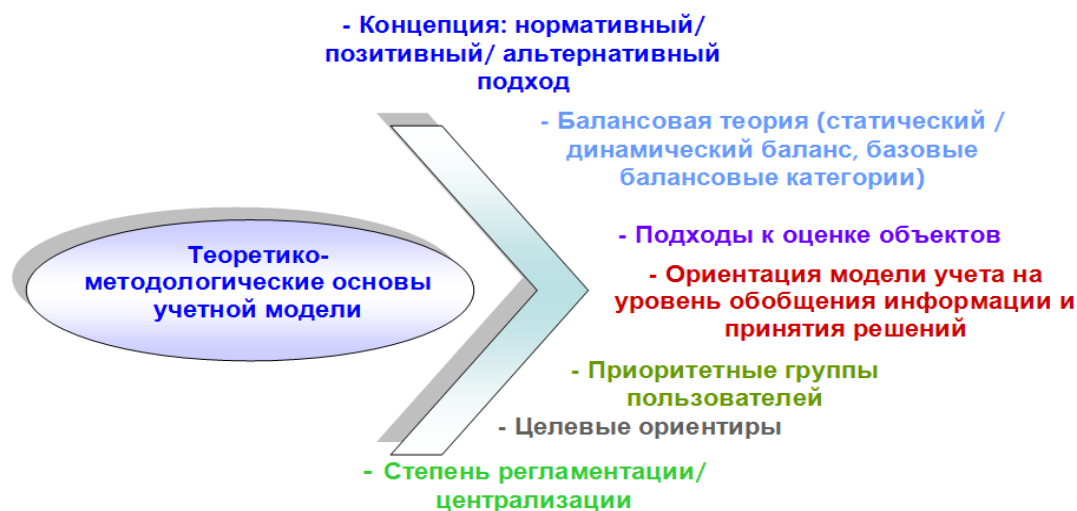 - Концепция: нормативный/
позитивный/ альтернативный
подход
- Балансовая теория (статический /
динамический баланс, базовые
балансовые категории)
- Подходы к оценке объектов
Теоретико-
методологические основы
учетной модели
- Ориентация модели учета на
уровень обобщения информации и
принятия решений
- Приоритетные группы
пользователей
- Целевые ориентиры
- Степень регламентации/
централизации